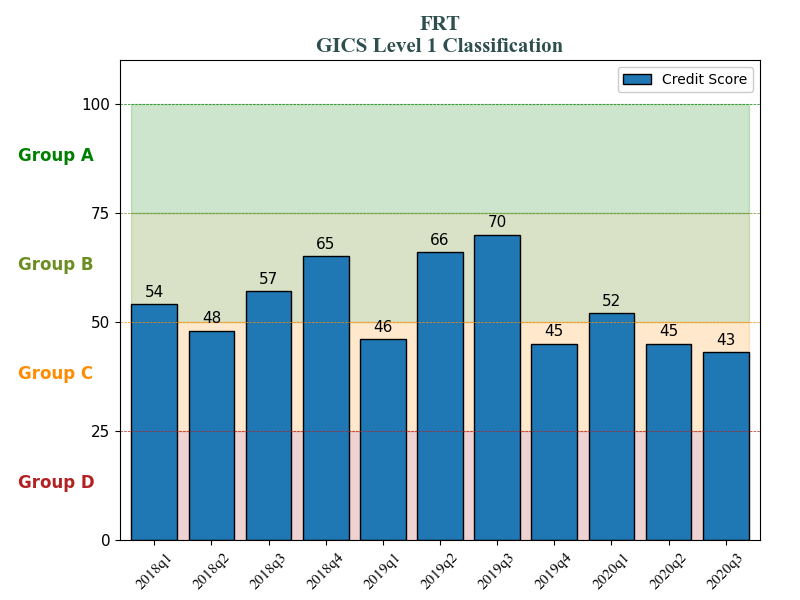 FRT
GICS Level 1 Classification
Credit Score
100
Group A
75
70
66
65
Group B
57
54
52
50
48
46
45
45
43
Group C
25
Group D
0
2018q1
2018q2
2018q3
2018q4
2019q1
2019q2
2019q3
2019q4
2020q1
2020q2
2020q3